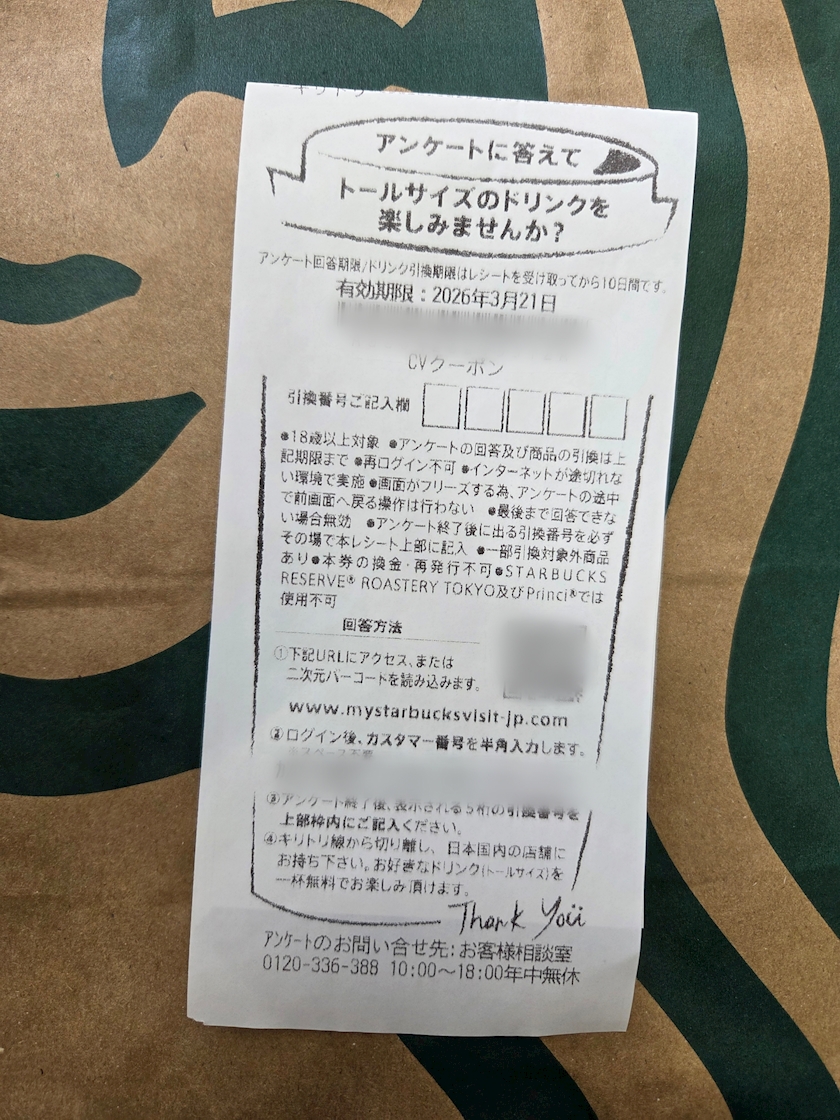 キリトリ
アンケートに答えて
トールサイズのドリンクを
楽しみませんか？
アンケート回答期限/ドリンク引換期限はレシートを受け取ってから10日間です。
有効期限：2026年3月21日
CVクーポン
引換番号ご記入欄
●18歳以上対象 ●アンケートの回答及び商品の引換は上
記期限まで ●再ログイン不可 ●インターネットが途切れな
い環境で実施 ●画面がフリーズする為、アンケートの途中
で前画面へ戻る操作は行わない ●最後まで回答できな
い場合無効 ●アンケート終了後に出る引換番号を必ず
その場で本レシート上部に記入 ●一部引換対象外商品
あり●本券の換金・再発行不可●STARBUCKS
RESERVE® ROASTERY TOKYO及びPrinci®では
使用不可
回答方法
①下記URLにアクセス、または
二次元バーコードを読み込みます。
www.mystarbucksvisit-jp.com
②ログイン後、カスタマー番号を半角入力します。
③アンケート終了後、表示される5桁の引換番号を
上部枠内にご記入ください。
④キリトリ線から切り離し、日本国内の店舗に
お持ち下さい。お好きなドリンク(トールサイズ)を
一杯無料でお楽しみ頂けます。
Thank You
アンケートのお問い合せ先:お客様相談室
0120-336-388 10:00〜18:00年中無休